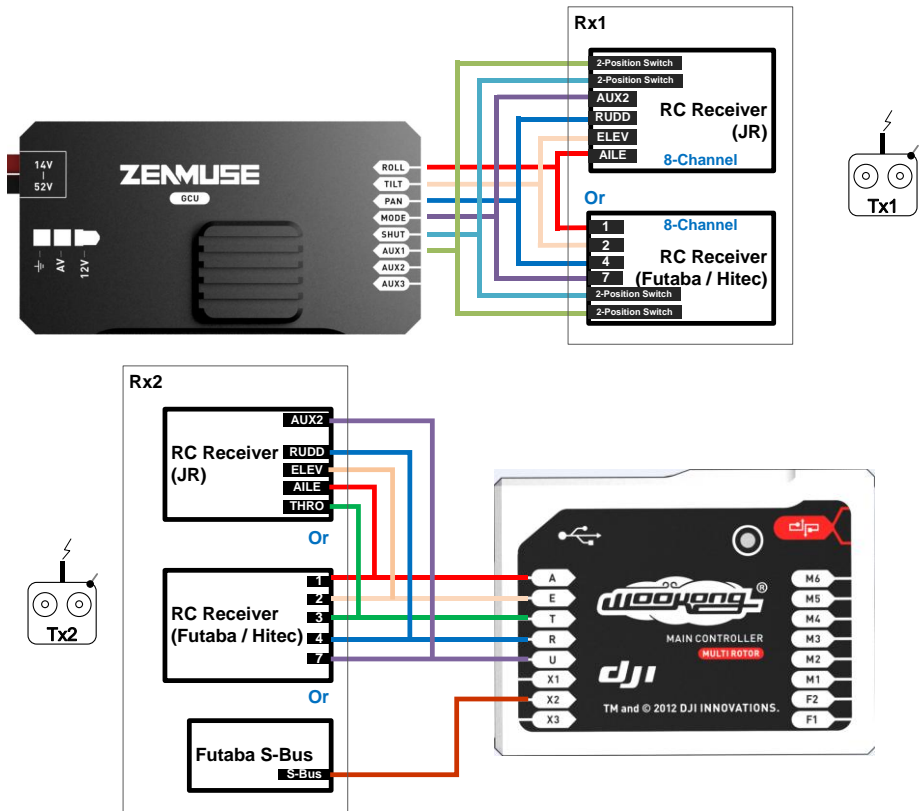 Rx1
2-Position Switch
2-Position Switch
AUX2
RUDD
ELEV
AILE
RC Receiver
(JR)
8-Channel
14V
52V
ZENMUSE
GCU
AV
12V
ROLL
TILT
PAN
MODE
SHUT
AUX1
AUX2
AUX3
Or
8-Channel
1
2
4
7
RC Receiver
(Futaba / Hitec)
2-Position Switch
2-Position Switch
Tx1
Rx2
RC Receiver
(JR)
AUX2
RUDD
ELEV
AILE
THRO
Or
RC Receiver
(Futaba / Hitec)
1
2
3
4
7
Or
Futaba S-Bus
S-Bus
Tx2
A
E
T
R
U
X1
X2
X3
WooKong®
MAIN CONTROLLER
MULTI ROTOR
dji
TM and © 2012 DJI INNOVATIONS.
M6
M5
M4
M3
M2
M1
F2
F1